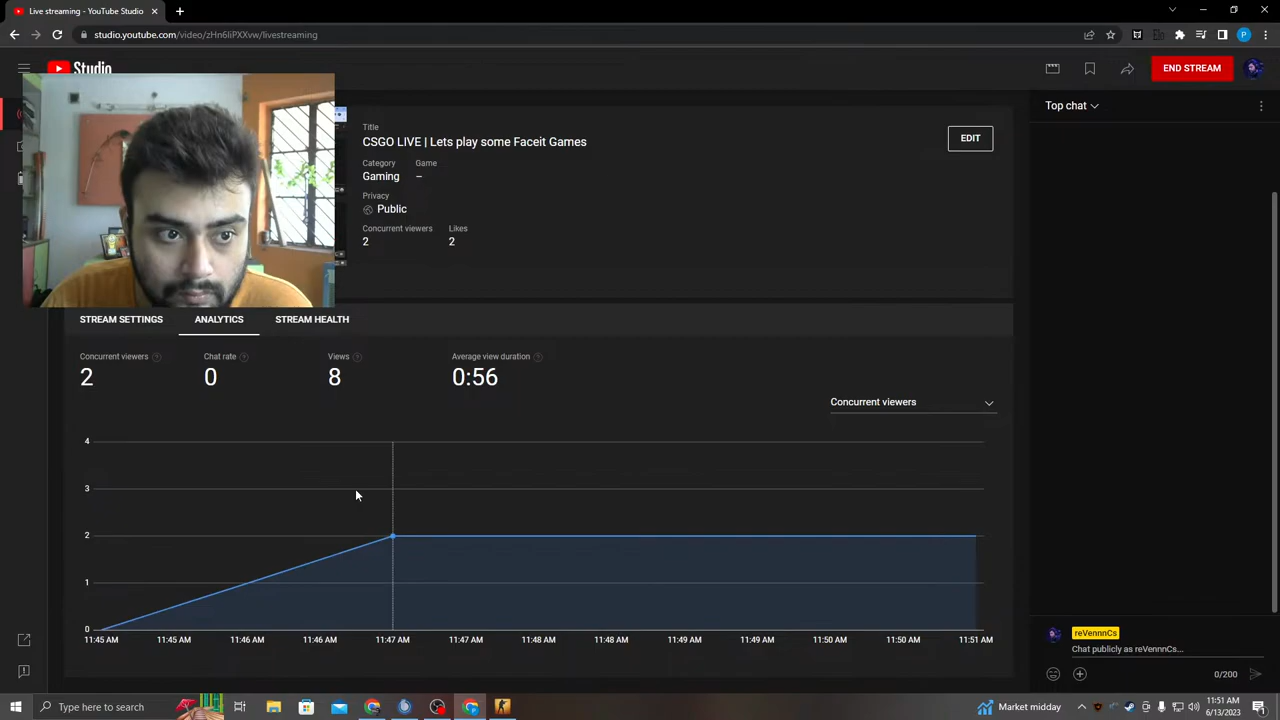 Live streaming - YouTube Studio
studio.youtube.com/video/zHn6liPXXvw/livestreaming
P
Studio
END STREAM
Title
CSGO LIVE | Lets play some Faceit Games
EDIT
Category Game
Gaming –
Privacy
Public
Concurrent viewers Likes
2 2
Top chat
STREAM SETTINGS ANALYTICS STREAM HEALTH
Concurrent viewers Chat rate Views Average view duration
2 0 8 0:56
Concurrent viewers
4
3
2
1
0
11:45 AM 11:45 AM 11:46 AM 11:46 AM 11:47 AM 11:47 AM 11:48 AM 11:48 AM 11:49 AM 11:49 AM 11:50 AM 11:50 AM 11:51 AM
reVennnCs
Chat publicly as reVennnCs...
0/200
Type here to search
Market midday
11:51 AM
6/13/2023